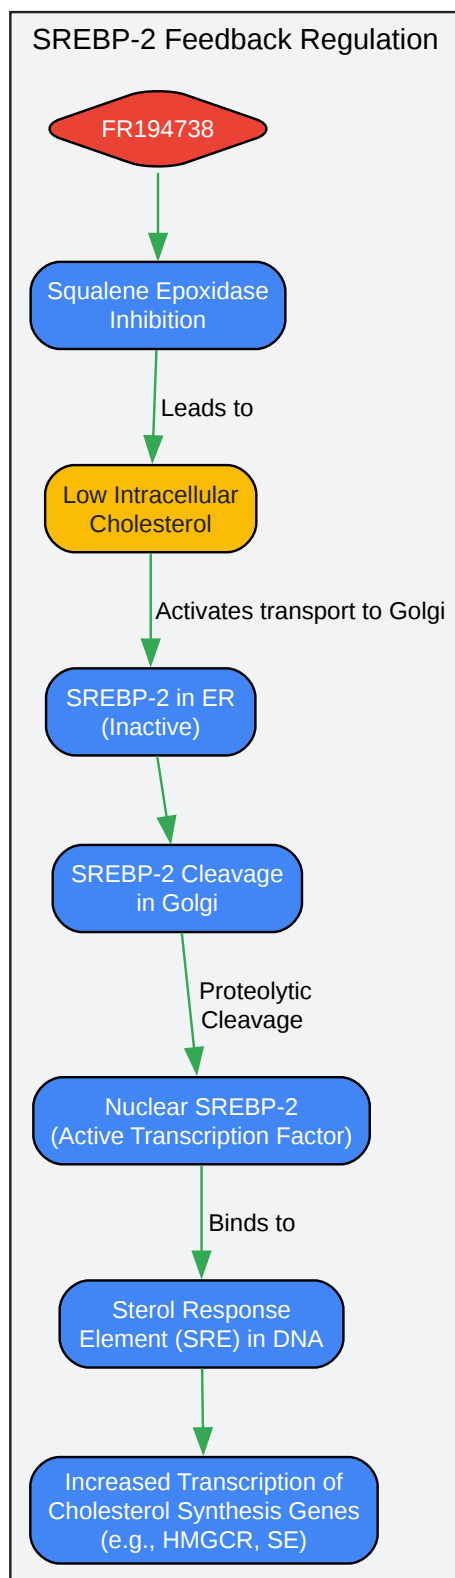 SREBP-2 Feedback Regulation
FR194738
Squalene Epoxidase
Inhibition
Leads to
Low Intracellular
Cholesterol
Activates transport to Golgi
SREBP-2 in ER
(Inactive)
SREBP-2 Cleavage
in Golgi
Proteolytic
Cleavage
Nuclear SREBP-2
(Active Transcription Factor)
Binds to
Sterol Response
Element (SRE) in DNA
Increased Transcription of
Cholesterol Synthesis Genes
(e.g., HMGCR, SE)